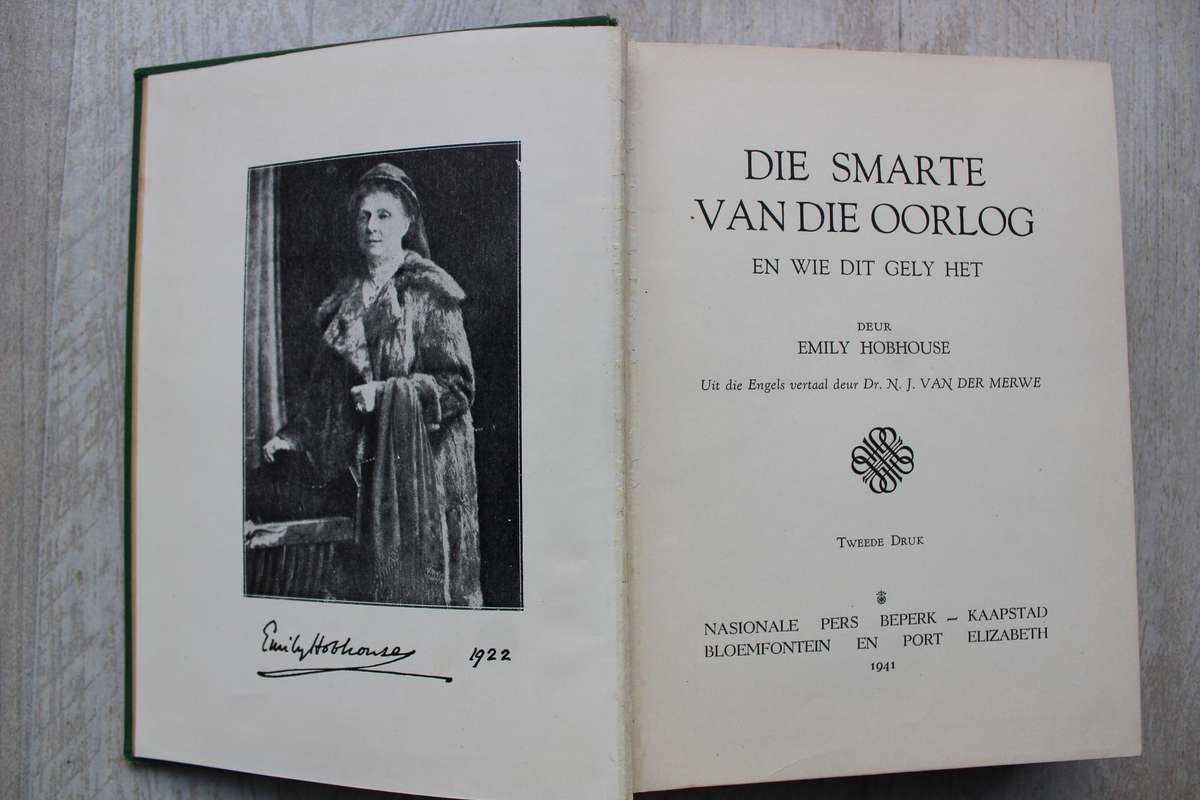 Emily Hobhouse 1922
DIE SMARTE
VAN DIE OORLOG
EN WIE DIT GELY HET
DEUR
EMILY HOBHOUSE
Uit die Engels vertaal deur Dr. N. J. VAN DER MERWE
TWEEDE DRUK
NASIONALE PERS BEPERK – KAAPSTAD
BLOEMFONTEIN EN PORT ELIZABETH
1941